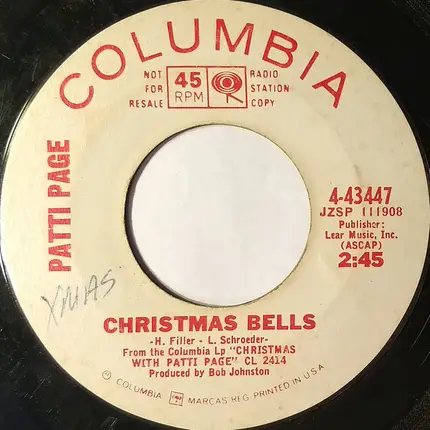 COLUMBIA
NOT FOR RESALE
45 RPM
RADIO STATION COPY
PATTI PAGE
4-43447
JZSP 111908
Publisher:
Lear Music, Inc.
(ASCAP)
2:45
XMAS
CHRISTMAS BELLS
-H. Filler - L. Schroeder-
From the Columbia Lp "CHRISTMAS
WITH PATTI PAGE" CL 2414
Produced by Bob Johnston
COLUMBIA MARCAS REG. PRINTED IN U.S.A.